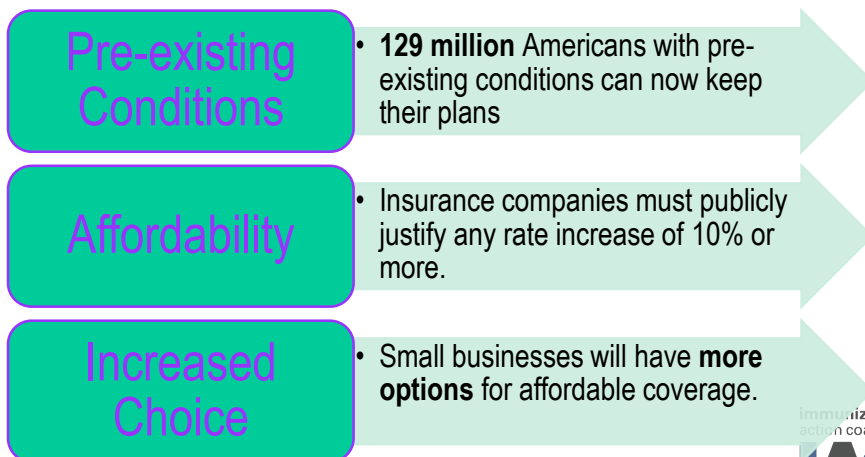 Pre-existing
Conditions
• 129 million Americans with pre-
existing conditions can now keep
their plans
Affordability
• Insurance companies must publicly
justify any rate increase of 10% or
more.
Increased
Choice
• Small businesses will have more
options for affordable coverage.